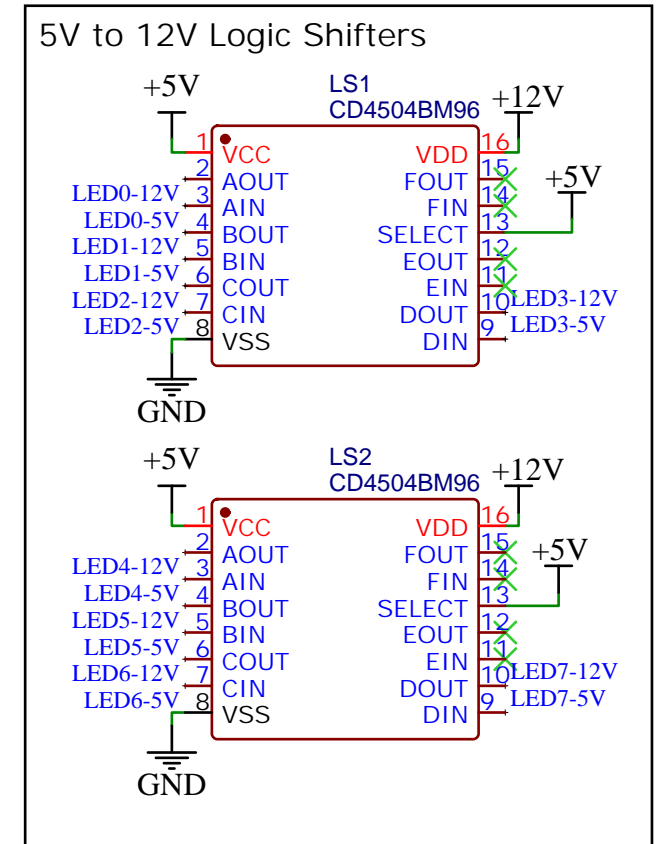 5V to 12V Logic Shifters
+5V
LS1
CD4504BM96
+12V
1 VCC
VDD 16
2 AOUT
FOUT 15
+5V
LED0-12V
3 AIN
FIN 14
LED0-5V
4 BOUT
SELECT 13
LED1-12V
5 BIN
EOUT 12
LED1-5V
6 COUT
EIN 11
LED2-12V
7 CIN
DOUT 10
LED3-12V
LED2-5V
8 VSS
DIN 9
LED3-5V
GND
+5V
LS2
CD4504BM96
+12V
1 VCC
VDD 16
2 AOUT
FOUT 15
+5V
LED4-12V
3 AIN
FIN 14
LED4-5V
4 BOUT
SELECT 13
LED5-12V
5 BIN
EOUT 12
LED5-5V
6 COUT
EIN 11
LED6-12V
7 CIN
DOUT 10
LED7-12V
LED6-5V
8 VSS
DIN 9
LED7-5V
GND